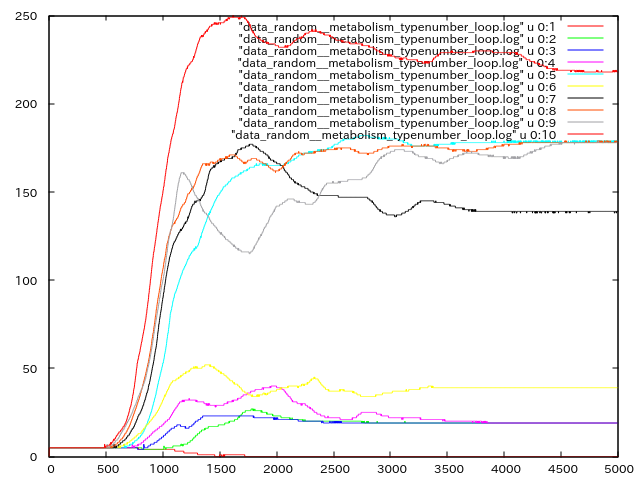 250
200
150
100
50
0
"data_random__metabolism_typenumber_loop.log" u 0:1
"data_random__metabolism_typenumber_loop.log" u 0:2
"data_random__metabolism_typenumber_loop.log" u 0:3
"data_random__metabolism_typenumber_loop.log" u 0:4
"data_random__metabolism_typenumber_loop.log" u 0:5
"data_random__metabolism_typenumber_loop.log" u 0:6
"data_random__metabolism_typenumber_loop.log" u 0:7
"data_random__metabolism_typenumber_loop.log" u 0:8
"data_random__metabolism_typenumber_loop.log" u 0:9
"data_random__metabolism_typenumber_loop.log" u 0:10
0 500 1000 1500 2000 2500 3000 3500 4000 4500 5000